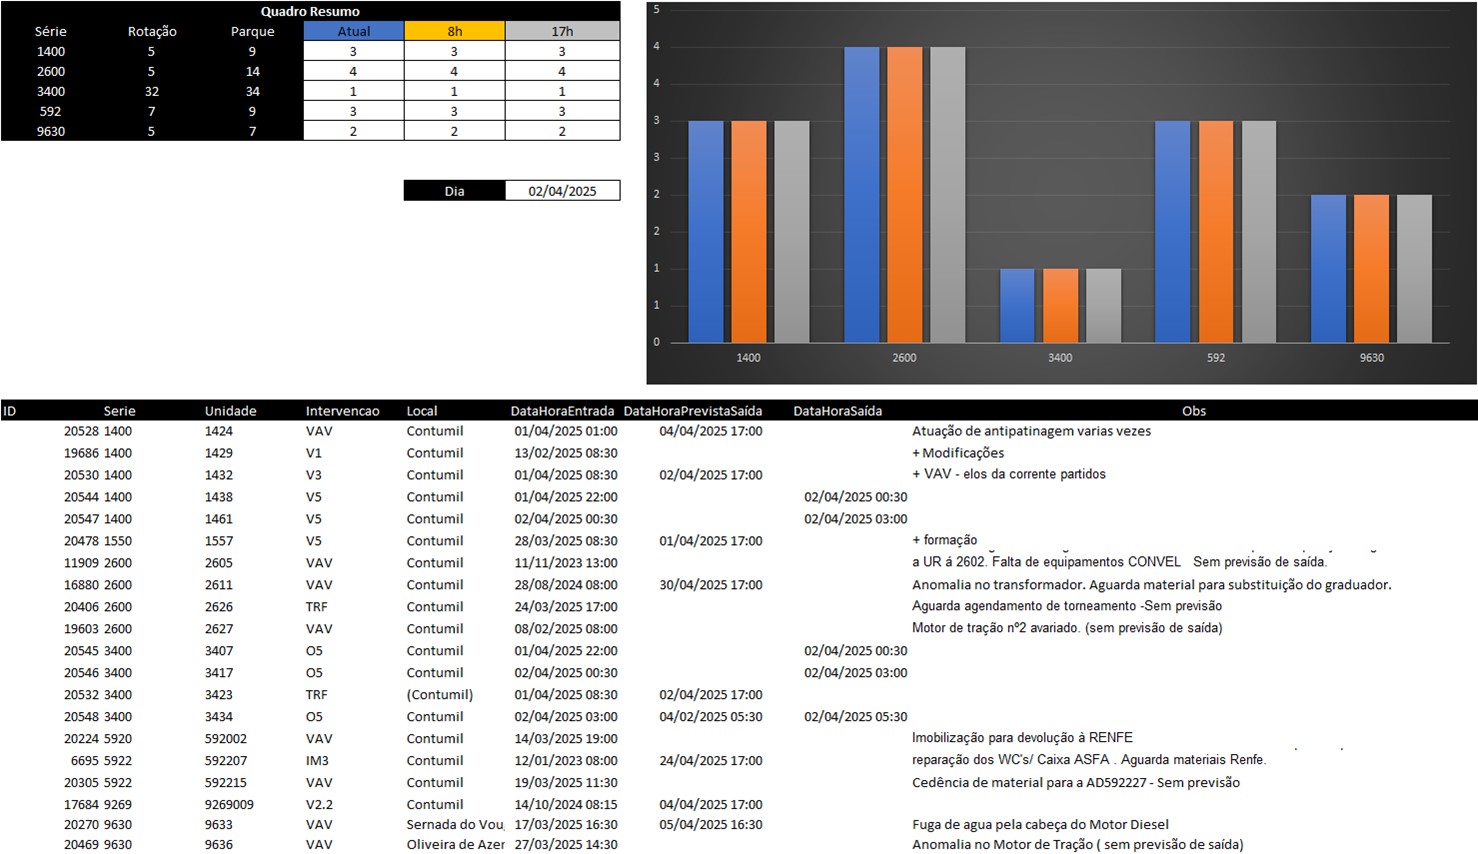 Quadro Resumo
Série Rotação Parque Atual 8h 17h
1400 5 9 3 3 3
2600 5 14 4 4 4
3400 32 34 1 1 1
592 7 9 3 3 3
9630 5 7 2 2 2
Dia 02/04/2025
5
4
4
3
3
2
2
1
1
0
1400 2600 3400 592 9630
ID Serie Unidade Intervencao Local DataHoraEntrada DataHoraPrevistaSaída DataHoraSaída Obs
20528 1400 1424 VAV Contumil 01/04/2025 01:00 04/04/2025 17:00 Atuação de antipatinagem varias vezes
19686 1400 1429 V1 Contumil 13/02/2025 08:30 + Modificações
20530 1400 1432 V3 Contumil 01/04/2025 08:30 02/04/2025 17:00 + VAV - elos da corrente partidos
20544 1400 1438 V5 Contumil 01/04/2025 22:00 02/04/2025 00:30
20547 1400 1461 V5 Contumil 02/04/2025 00:30 02/04/2025 03:00
20478 1550 1557 V5 Contumil 28/03/2025 08:30 01/04/2025 17:00 + formação
11909 2600 2605 VAV Contumil 11/11/2023 13:00 a UR á 2602. Falta de equipamentos CONVEL Sem previsão de saída.
16880 2600 2611 VAV Contumil 28/08/2024 08:00 30/04/2025 17:00 Anomalia no transformador. Aguarda material para substituição do graduador.
20406 2600 2626 TRF Contumil 24/03/2025 17:00 Aguarda agendamento de torneamento -Sem previsão
19603 2600 2627 VAV Contumil 08/02/2025 08:00 Motor de tração nº2 avariado. (sem previsão de saída)
20545 3400 3407 O5 Contumil 01/04/2025 22:00 02/04/2025 00:30
20546 3400 3417 O5 Contumil 02/04/2025 00:30 02/04/2025 03:00
20532 3400 3423 TRF (Contumil) 01/04/2025 08:30 02/04/2025 17:00
20548 3400 3434 O5 Contumil 02/04/2025 03:00 04/02/2025 05:30 02/04/2025 05:30
20224 5920 592002 VAV Contumil 14/03/2025 19:00 Imobilização para devolução à RENFE
6695 5922 592207 IM3 Contumil 12/01/2023 08:00 24/04/2025 17:00 reparação dos WC's/ Caixa ASFA . Aguarda materiais Renfe.
20305 5922 592215 VAV Contumil 19/03/2025 11:30 Cedência de material para a AD592227 - Sem previsão
17684 9269 9269009 V2.2 Contumil 14/10/2024 08:15 04/04/2025 17:00
20270 9630 9633 VAV Sernada do Vou 17/03/2025 16:30 05/04/2025 16:30 Fuga de agua pela cabeça do Motor Diesel
20469 9630 9636 VAV Oliveira de Azer 27/03/2025 14:30 Anomalia no Motor de Tração ( sem previsão de saída)